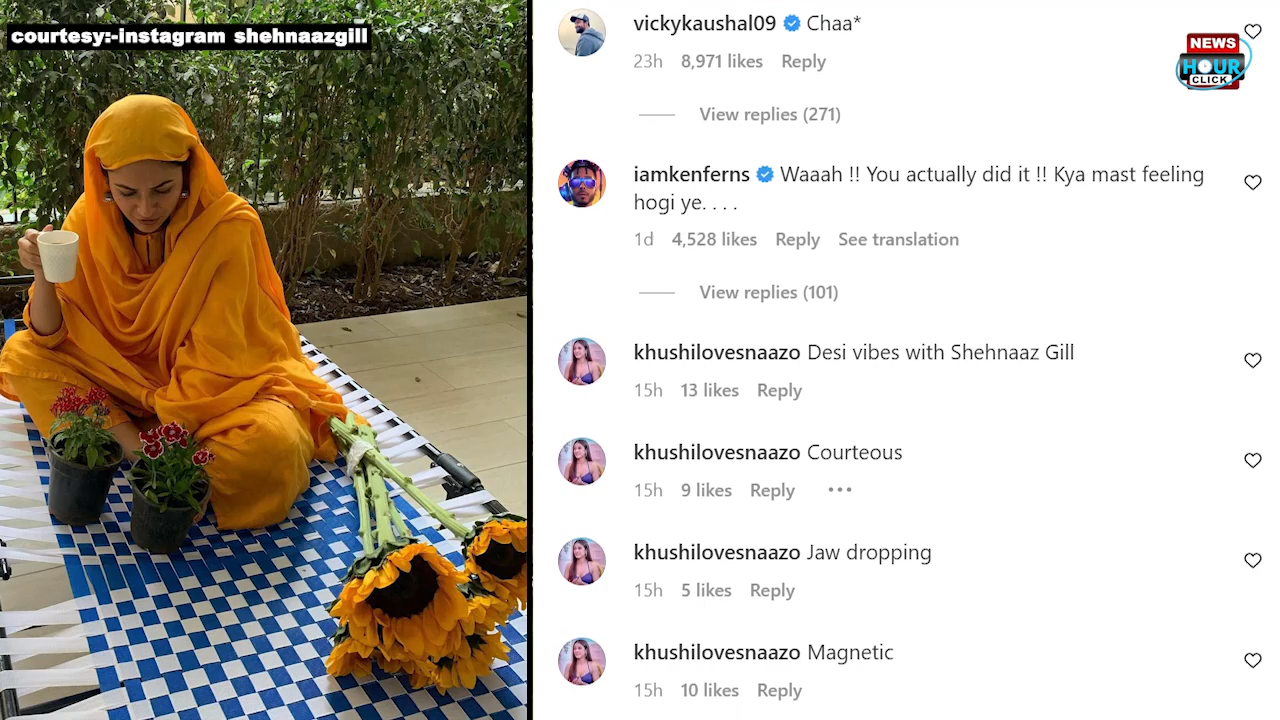 courtesy:-instagram shehnaazgill
vickykaushal09 Chaa*
23h 8,971 likes Reply
View replies (271)
NEWS
HOUR
CLICK
iamkenferns Waaah !! You actually did it !! Kya mast feeling
hogi ye. . . .
1d 4,528 likes Reply See translation
View replies (101)
khushilovesnaazo Desi vibes with Shehnaaz Gill
15h 13 likes Reply
khushilovesnaazo Courteous
15h 9 likes Reply •••
khushilovesnaazo Jaw dropping
15h 5 likes Reply
khushilovesnaazo Magnetic
15h 10 likes Reply